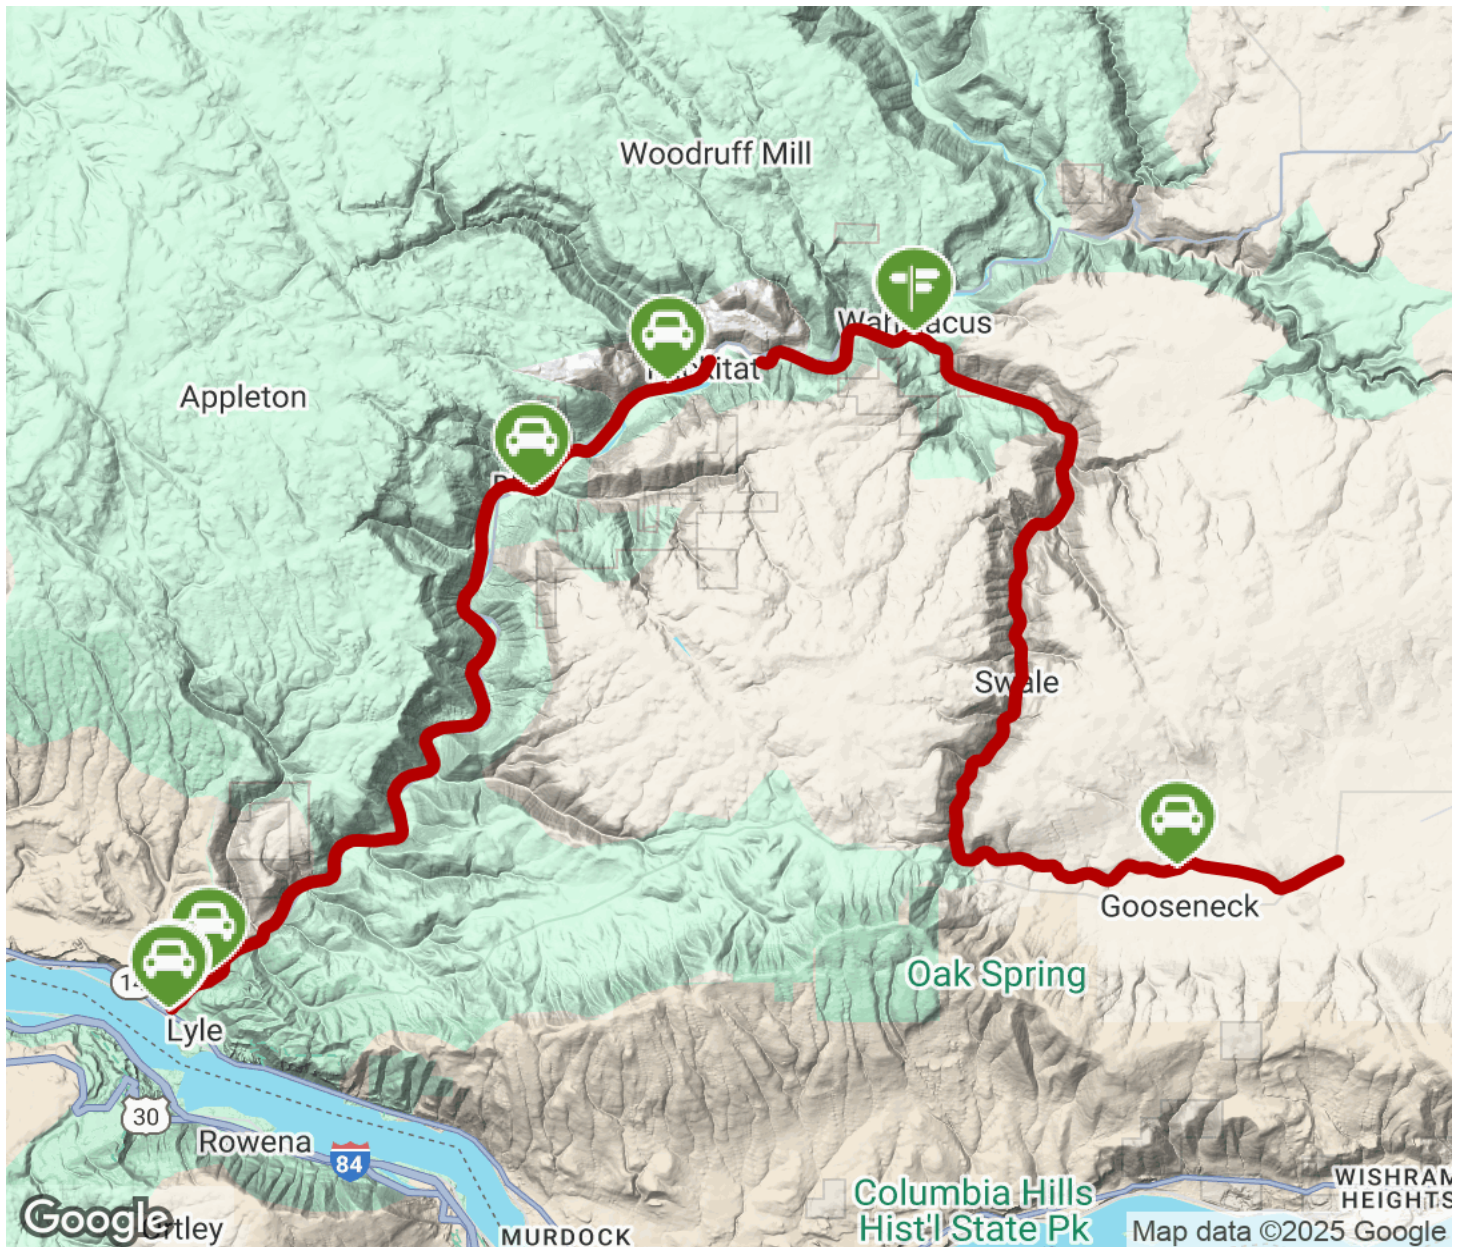 Woodruff Mill
Appleton
Swale
Gooseneck
Oak Spring
Lyle
30
Rowena
84
Columbia Hills
Hist'l State Pk
WISHRAM
HEIGHTS
MURDOCK
Google
Map data ©2025 Google